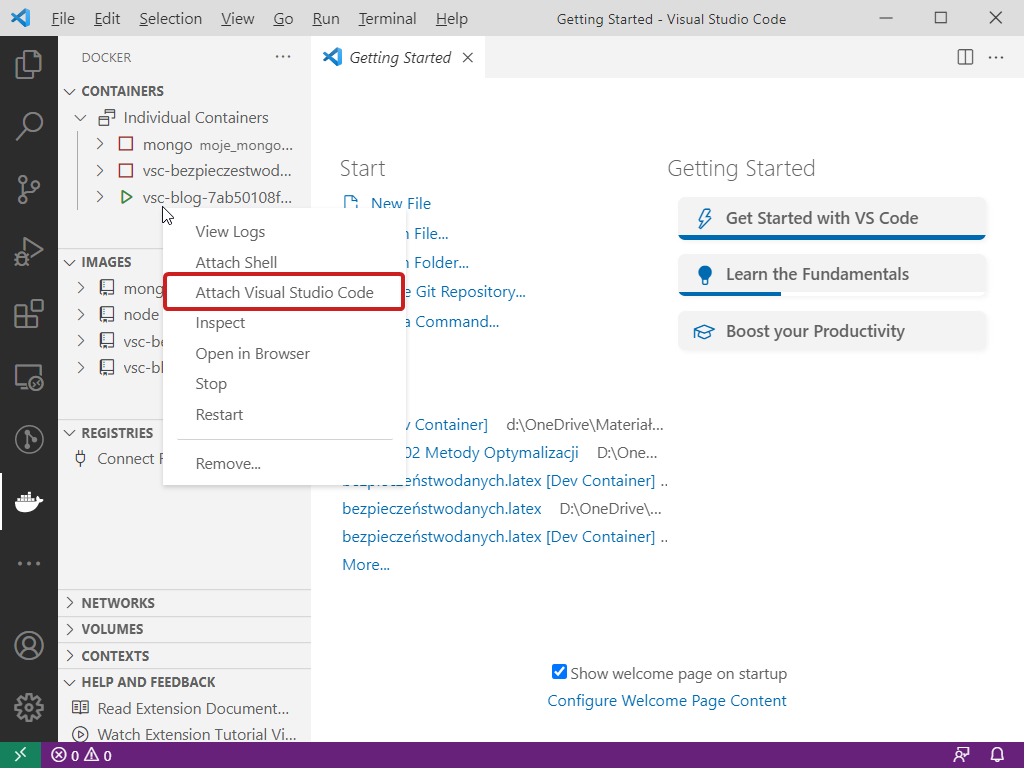 File Edit Selection View Go Run Terminal Help Getting Started - Visual Studio Code
DOCKER
Getting Started
CONTAINERS
Individual Containers
mongo moje_mongo...
vsc-bezpieczestwod...
vsc-blog-7ab50108f...
View Logs
Attach Shell
Attach Visual Studio Code
Inspect
Open in Browser
Stop
Restart
Remove...
IMAGES
mong
node
vsc-be
vsc-bl
REGISTRIES
Connect R
NETWORKS
VOLUMES
CONTEXTS
HELP AND FEEDBACK
Read Extension Document...
Watch Extension Tutorial Vi...
Start
New File
File...
Folder...
Git Repository...
a Command...
Container] d:\OneDrive\Materiał...
02 Metody Optymalizacji D:\One...
bezpieczeństwodanych.latex [Dev Container] ..
bezpieczeństwodanych.latex D:\OneDrive\...
bezpieczeństwodanych.latex [Dev Container] ..
More...
Getting Started
Get Started with VS Code
Learn the Fundamentals
Boost your Productivity
Show welcome page on startup
Configure Welcome Page Content
0 0